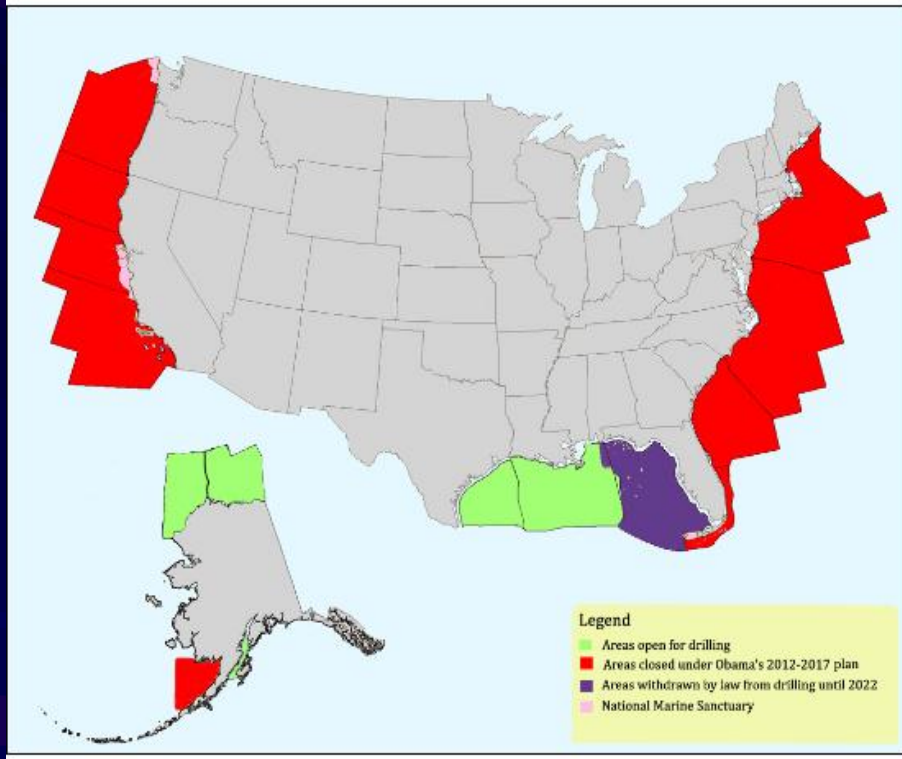 Legend
Areas open for drilling
Areas closed under Obama's 2012-2017 plan
Areas withdrawn by law from drilling until 2022
National Marine Sanctuary